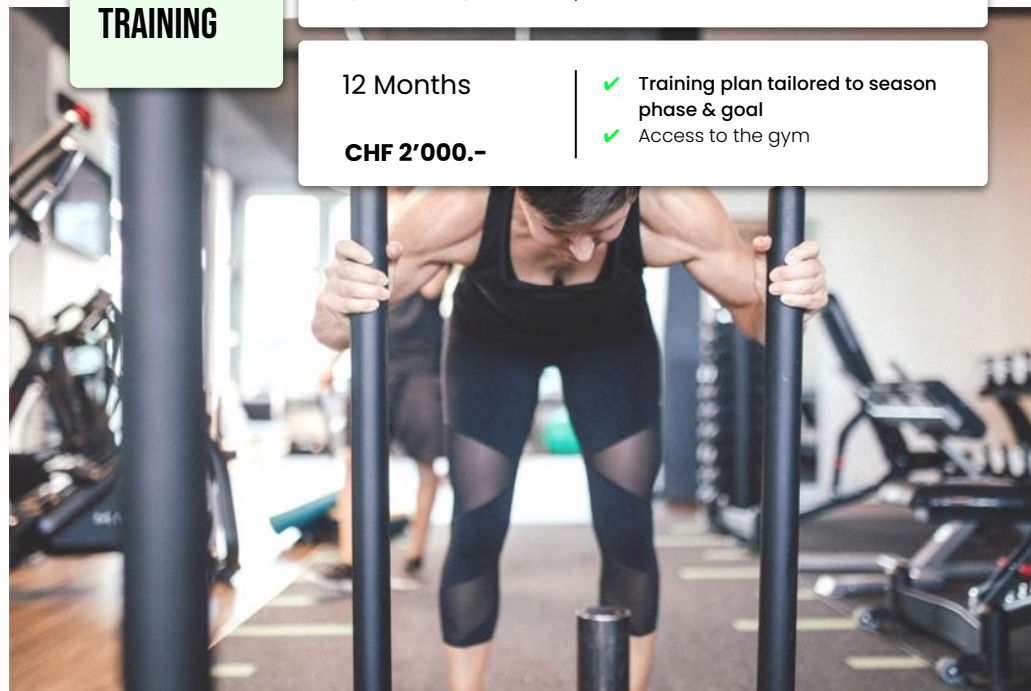 TRAINING
12 Months
CHF 2’000.-
✔ Training plan tailored to season
phase & goal
✔ Access to the gym